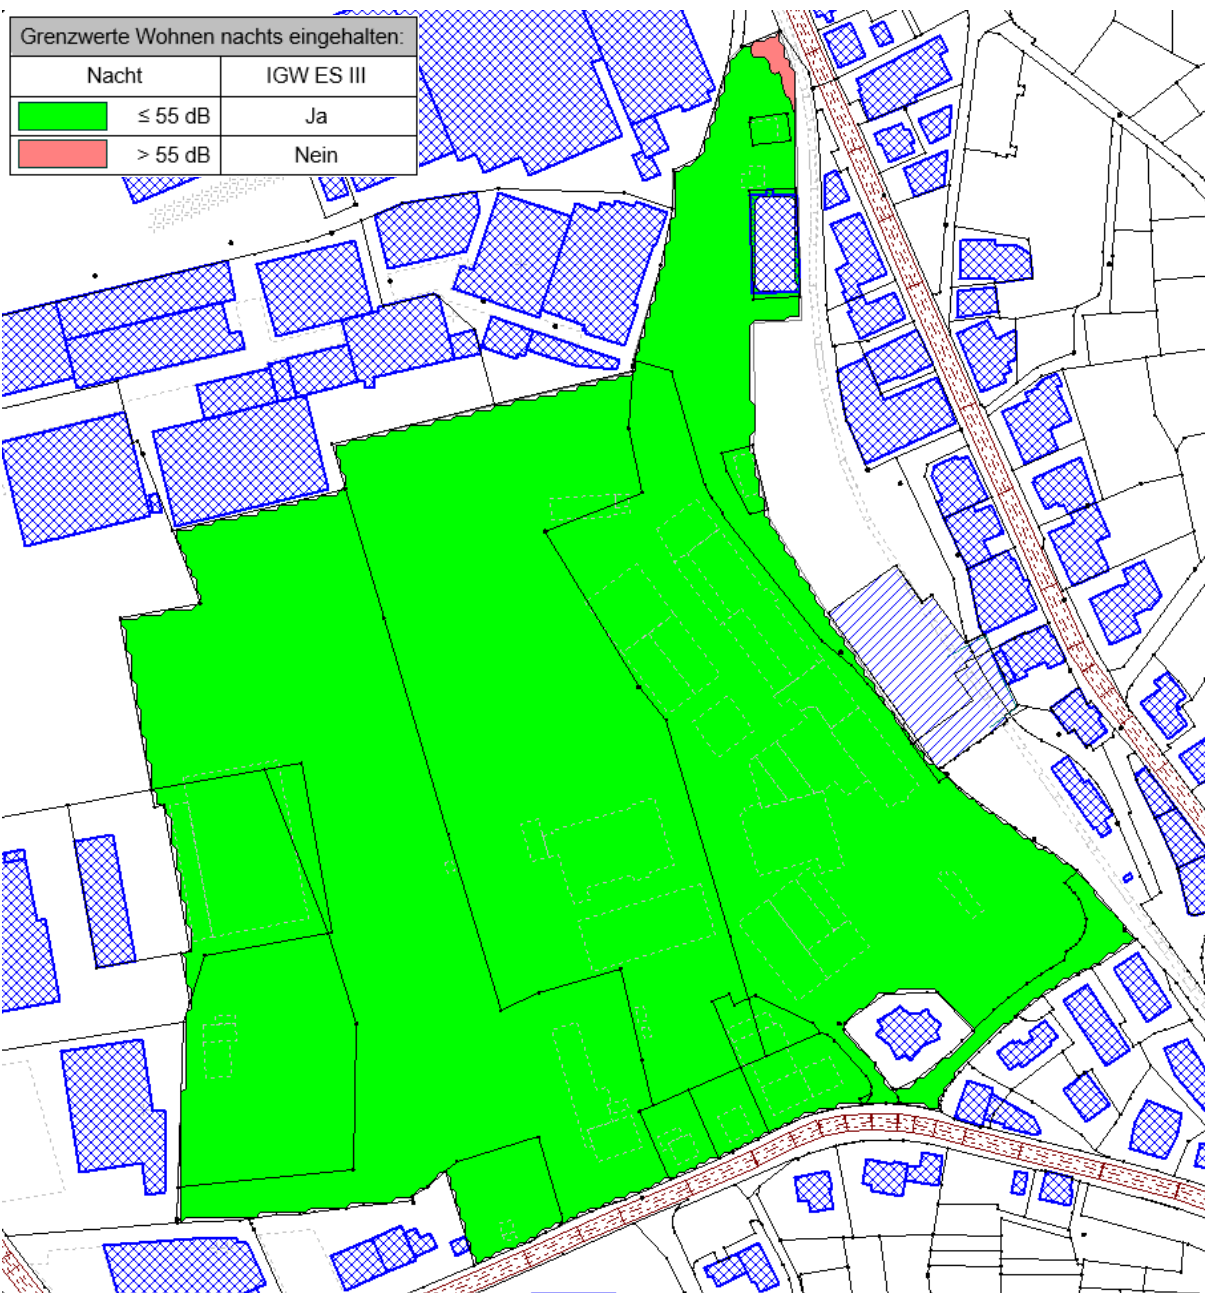 Grenzwerte Wohnen nachts eingehalten:
Nacht IGW ES III
≤ 55 dB Ja
> 55 dB Nein